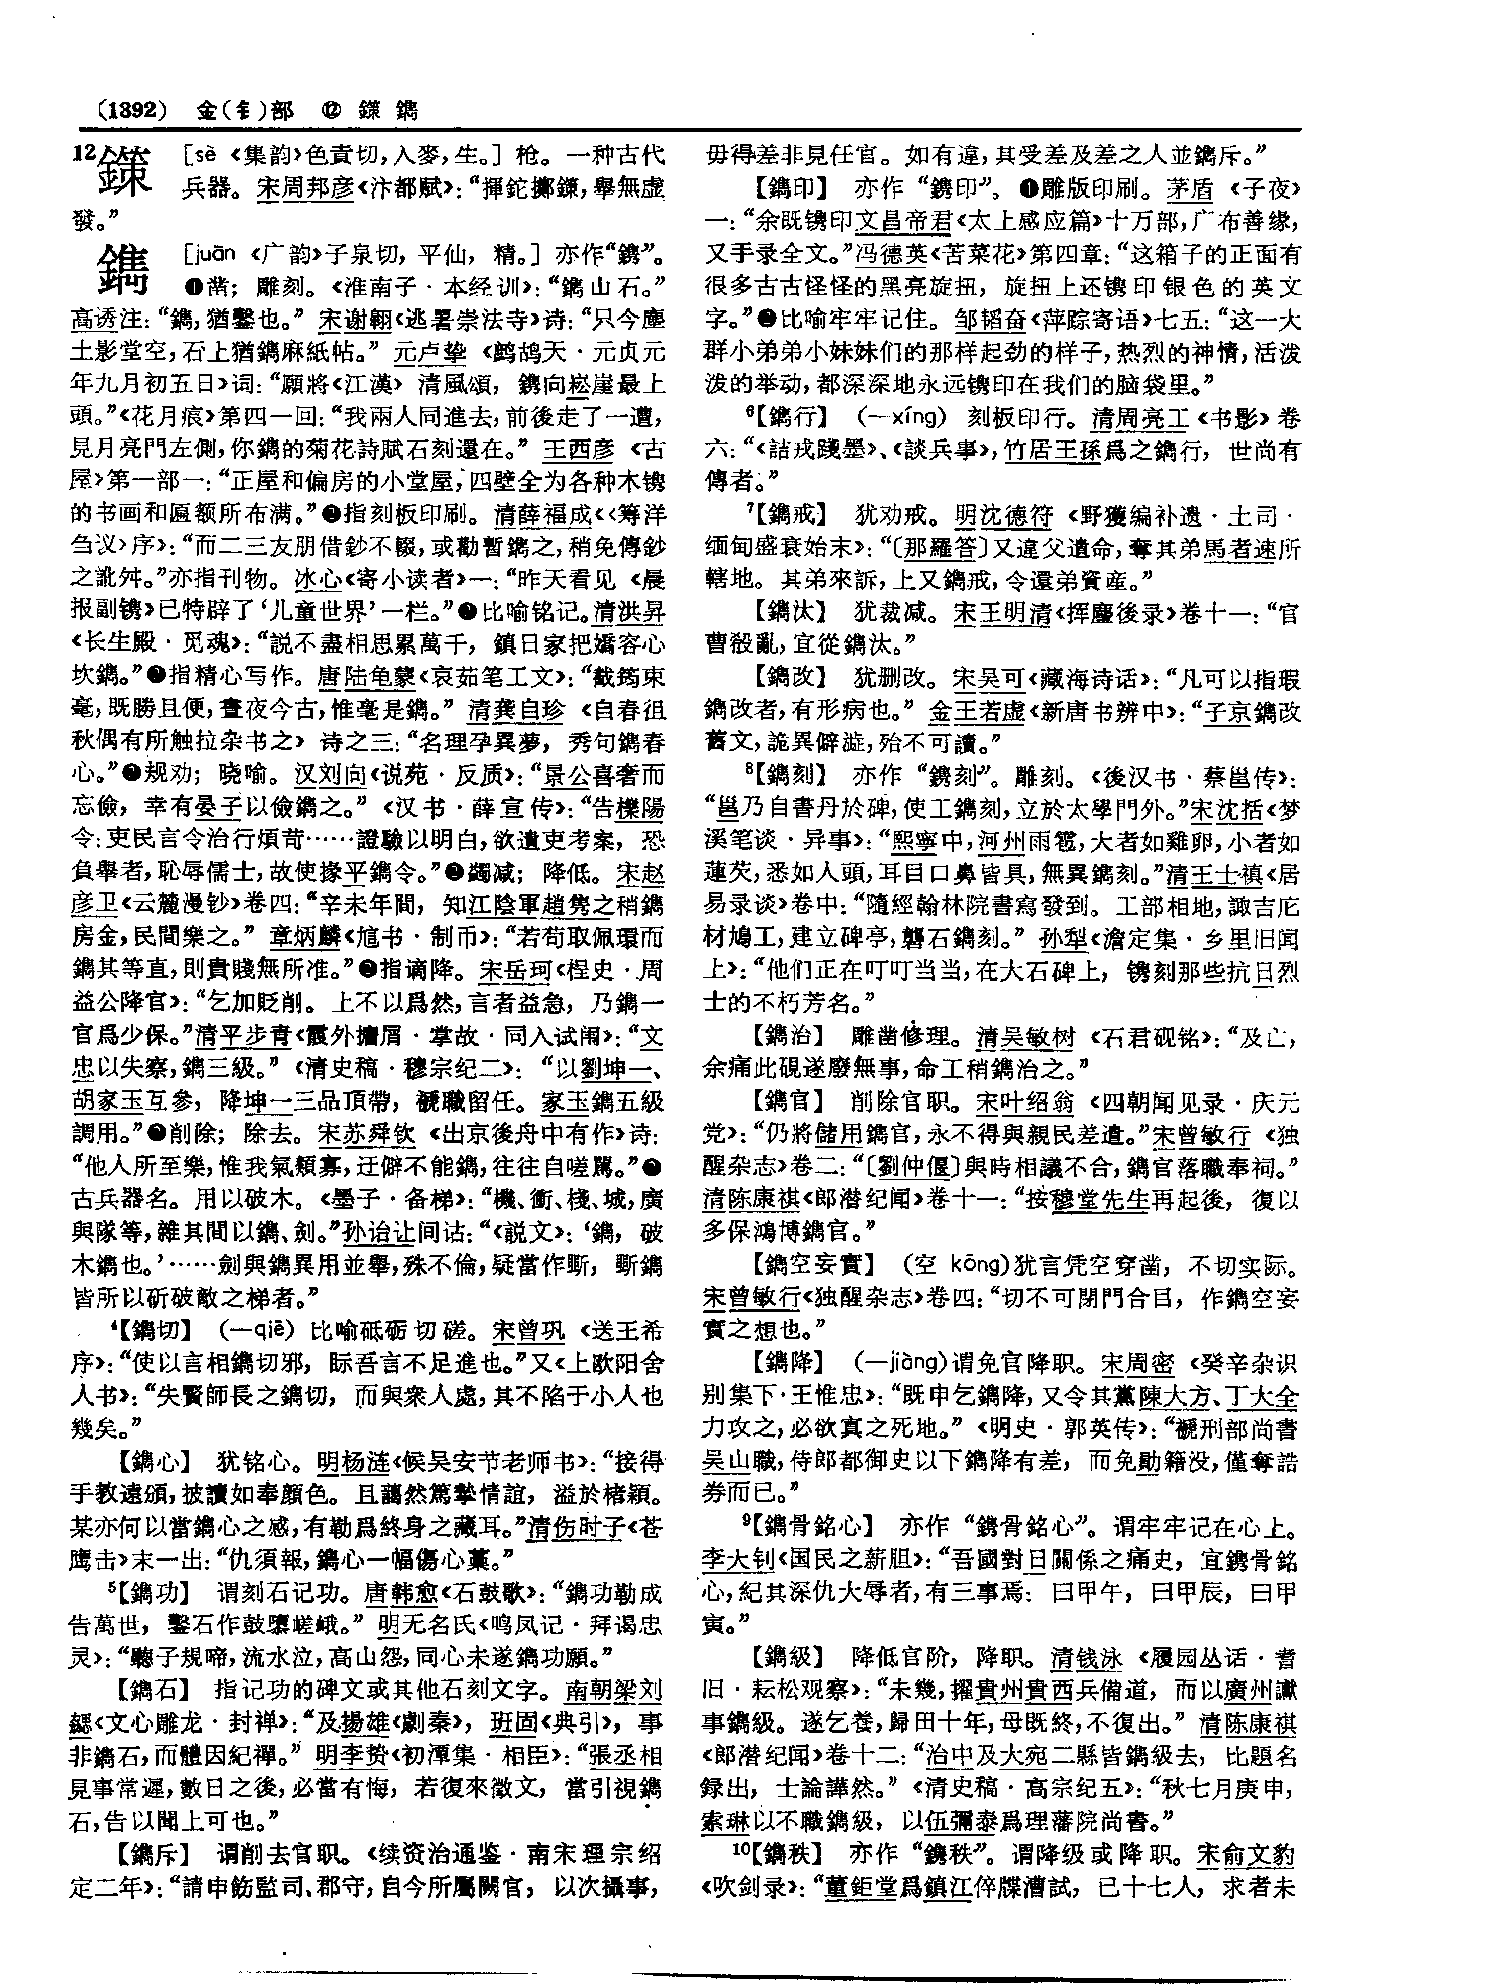 (1392) 金(钅)部 ⑫ 鏼 鐫
12鏼 [sè《集韵》色责切,入麥,生。] 枪。一种古代
兵器。宋周邦彦《汴都赋》:“揮鉈擲鏼,舉無虚
發。”
鐫 [juān《广韵》子泉切,平仙,精。] 亦作“鎸”。
❶凿;雕刻。《淮南子·本经训》:“鐫山石。”
高诱注:“鐫,猶鑿也。”宋谢翱《逃暑崇法寺》诗:“只今塵
土影堂空,石上猶鐫麻紙帖。”元卢挚《鹧鸪天·元贞元
年九月初五日》词:“願將《江漢》清風頌,鎸向崧崖最上
頭。”《花月痕》第四一回:“我兩人同進去,前後走了一遭,
見月亮門左側,你鐫的菊花詩賦石刻還在。”王西彦《古
屋》第一部一:“正屋和偏房的小堂屋,四壁全为各种木镌
的书画和匾额所布满。”❷指刻板印刷。清薛福成《〈筹洋
刍议〉序》:“而二三友朋借鈔不輟,或勸暫鐫之,稍免傳鈔
之訛舛。”亦指刊物。冰心《寄小读者》一:“昨天看见《晨
报副镌》已特辟了‘儿童世界’一栏。”❸比喻铭记。清洪昇
《长生殿·觅魂》:“説不盡相思累萬千,鎮日家把嬌容心
坎鐫。”❹指精心写作。唐陆龟蒙《哀茹笔工文》:“截筠束
毫,既勝且便,晝夜今古,惟毫是鐫。”清龚自珍《自春徂
秋偶有所触拉杂书之》诗之三:“名理孕異夢,秀句鐫春
心。”❺规劝;晓喻。汉刘向《说苑·反质》:“景公喜奢而
忘儉,幸有晏子以儉鐫之。”《汉书·薛宣传》:“告櫟陽
令:吏民言令治行煩苛……證驗以明白,欲遣吏考案,恐
負舉者,恥辱儒士,故使掾平鐫令。”❻蠲减;降低。宋赵
彦卫《云麓漫钞》卷四:“辛未年間,知江陰軍趙雋之稍鐫
房金,民間樂之。”章炳麟《訄书·制币》:“若苟取佩環而
鐫其等直,則貴賤無所准。”❼指谪降。宋岳珂《桯史·周
益公降官》:“乞加貶削。上不以爲然,言者益急,乃鐫一
官爲少保。”清平步青《霞外攟屑·掌故·同入试闱》:“文
忠以失察,鐫三級。”《清史稿·穆宗纪二》:“以劉坤一、
胡家玉互參,降坤一三品頂帶,褫職留任。家玉鐫五級
調用。”❽削除;除去。宋苏舜钦《出京後舟中有作》诗:
“他人所至樂,惟我氣類寡,迂僻不能鐫,往往自嗟罵。”❾
古兵器名。用以破木。《墨子·备梯》:“機、衝、棧、城,廣
與隊等,雜其間以鐫、劍。”孙诒让间诂:“《説文》:‘鐫,破
木鐫也。’……劍與鐫異用並舉,殊不倫,疑當作斲,斲鐫
皆所以斫破敵之梯者。”
4【鐫切】 (—qiē) 比喻砥砺切磋。宋曾巩《送王希
序》:“使以言相鐫切邪,眎吾言不足進也。”又《上欧阳舍
人书》:“失賢師長之鐫切,而與衆人處,其不陷于小人也
幾矣。”
【鐫心】 犹铭心。明杨涟《候吴安节老师书》:“接得
手教遠頒,披讀如奉顔色。且藹然篤摯情誼,溢於楮穎。
某亦何以當鐫心之感,有勒爲終身之藏耳。”清伤时子《苍
鹰击》末一出:“仇須報,鐫心一幅傷心藁。”
5【鐫功】 谓刻石记功。唐韩愈《石鼓歌》:“鐫功勒成
告萬世,鑿石作鼓隳嵯峨。”明无名氏《鸣凤记·拜谒忠
灵》:“聽子規啼,流水泣,高山怨,同心未遂鐫功願。”
【鐫石】 指记功的碑文或其他石刻文字。南朝梁刘
勰《文心雕龙·封禅》:“及揚雄《劇秦》,班固《典引》,事
非鐫石,而體因紀禪。”明李贽《初潭集·相臣》:“張丞相
見事常遲,數日之後,必當有悔,若復來徵文,當引視鐫
石,告以聞上可也。”
【鐫斥】 谓削去官职。《续资治通鉴·南宋理宗绍
定二年》:“請申飭監司、郡守,自今所屬闕官,以次攝事,
毋得差非見任官。如有違,其受差及差之人並鐫斥。”
【鐫印】 亦作“鎸印”。❶雕版印刷。茅盾《子夜》
一:“余既镌印文昌帝君《太上感应篇》十万部,广布善缘,
又手录全文。”冯德英《苦菜花》第四章:“这箱子的正面有
很多古古怪怪的黑亮旋扭,旋扭上还镌印银色的英文
字。”❷比喻牢牢记住。邹韬奋《萍踪寄语》七五:“这一大
群小弟弟小妹妹们的那样起劲的样子,热烈的神情,活泼
泼的举动,都深深地永远镌印在我们的脑袋里。”
6【鐫行】 (—xíng) 刻板印行。清周亮工《书影》卷
六:“《詰戎踐墨》、《談兵事》,竹居王孫爲之鐫行,世尚有
傳者。”
7【鐫戒】 犹劝戒。明沈德符《野獲编补遗·土司·
缅甸盛衰始末》:“〔那羅答〕又違父遺命,奪其弟馬者速所
轄地。其弟來訴,上又鐫戒,令還弟資産。”
【鐫汰】 犹裁减。宋王明清《挥麈後录》卷十一:“官
曹殽亂,宜從鐫汰。”
【鐫改】 犹删改。宋吴可《藏海诗话》:“凡可以指瑕
鐫改者,有形病也。”金王若虚《新唐书辨中》:“子京鐫改
舊文,詭異僻澁,殆不可讀。”
8【鐫刻】 亦作“鎸刻”。雕刻。《後汉书·蔡邕传》:
“邕乃自書丹於碑,使工鐫刻,立於太學門外。”宋沈括《梦
溪笔谈·异事》:“熙寧中,河州雨雹,大者如雞卵,小者如
蓮芡,悉如人頭,耳目口鼻皆具,無異鐫刻。”清王士禛《居
易录谈》卷中:“隨經翰林院書寫發到。工部相地,諏吉庀
材鳩工,建立碑亭,礱石鐫刻。”孙犁《澹定集·乡里旧闻
上》:“他们正在叮叮当当,在大石碑上,镌刻那些抗日烈
士的不朽芳名。”
【鐫治】 雕凿修理。清吴敏树《石君砚铭》:“及亡,
余痛此硯遂廢無事,命工稍鐫治之。”
【鐫官】 削除官职。宋叶绍翁《四朝闻见录·庆元
党》:“仍將儲用鐫官,永不得與親民差遣。”宋曾敏行《独
醒杂志》卷二:“〔劉仲偃〕與時相議不合,鐫官落職奉祠。”
清陈康祺《郎潜纪闻》卷十一:“按穆堂先生再起後,復以
多保鴻博鐫官。”
【鐫空妄實】 (空 kōng)犹言凭空穿凿,不切实际。
宋曾敏行《独醒杂志》卷四:“切不可閉門合目,作鐫空妄
實之想也。”
【鐫降】 (—jiàng)谓免官降职。宋周密《癸辛杂识
别集下·王惟忠》:“既申乞鐫降,又令其黨陳大方、丁大全
力攻之,必欲寘之死地。”《明史·郭英传》:“褫刑部尚書
吴山職,侍郎都御史以下鐫降有差,而免勛籍没,僅奪誥
券而已。”
9【鐫骨銘心】 亦作“鎸骨銘心”。谓牢牢记在心上。
李大钊《国民之薪胆》:“吾國對日關係之痛史,宜鎸骨銘
心,紀其深仇大辱者,有三事焉:曰甲午,曰甲辰,曰甲
寅。”
【鐫級】 降低官阶,降职。清钱泳《履园丛话·耆
旧·耘松观察》:“未幾,擢貴州貴西兵備道,而以廣州讞
事鐫級。遂乞養,歸田十年,母既終,不復出。”清陈康祺
《郎潜纪闻》卷十二:“治中及大宛二縣皆鐫級去,比題名
録出,士論譁然。”《清史稿·高宗纪五》:“秋七月庚申,
索琳以不職鐫級,以伍彌泰爲理藩院尚書。”
10【鐫秩】 亦作“鎸秩”。谓降级或降职。宋俞文豹
《吹剑录》:“董鉅堂爲鎮江倅牒漕試,已十七人,求者未